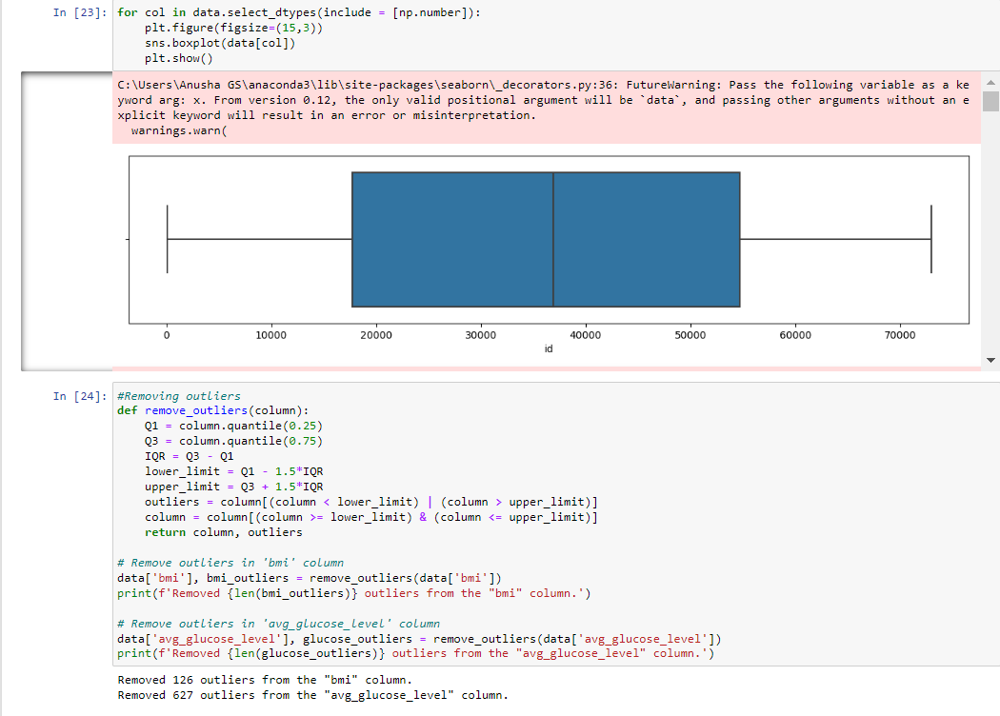 In [23]: for col in data.select_dtypes(include = [np.number]):
    plt.figure(figsize=(15,3))
    sns.boxplot(data[col])
    plt.show()
C:\Users\Anusha GS\anaconda3\lib\site-packages\seaborn\_decorators.py:36: FutureWarning: Pass the following variable as a ke
yword arg: x. From version 0.12, the only valid positional argument will be `data`, and passing other arguments without an e
xplicit keyword will result in an error or misinterpretation.
  warnings.warn(
0 10000 20000 30000 40000 50000 60000 70000
id
In [24]: #Removing outliers
def remove_outliers(column):
    Q1 = column.quantile(0.25)
    Q3 = column.quantile(0.75)
    IQR = Q3 - Q1
    lower_limit = Q1 - 1.5*IQR
    upper_limit = Q3 + 1.5*IQR
    outliers = column[(column < lower_limit) | (column > upper_limit)]
    column = column[(column >= lower_limit) & (column <= upper_limit)]
    return column, outliers
# Remove outliers in 'bmi' column
data['bmi'], bmi_outliers = remove_outliers(data['bmi'])
print(f'Removed {len(bmi_outliers)} outliers from the "bmi" column.')
# Remove outliers in 'avg_glucose_level' column
data['avg_glucose_level'], glucose_outliers = remove_outliers(data['avg_glucose_level'])
print(f'Removed {len(glucose_outliers)} outliers from the "avg_glucose_level" column.')
Removed 126 outliers from the "bmi" column.
Removed 627 outliers from the "avg_glucose_level" column.